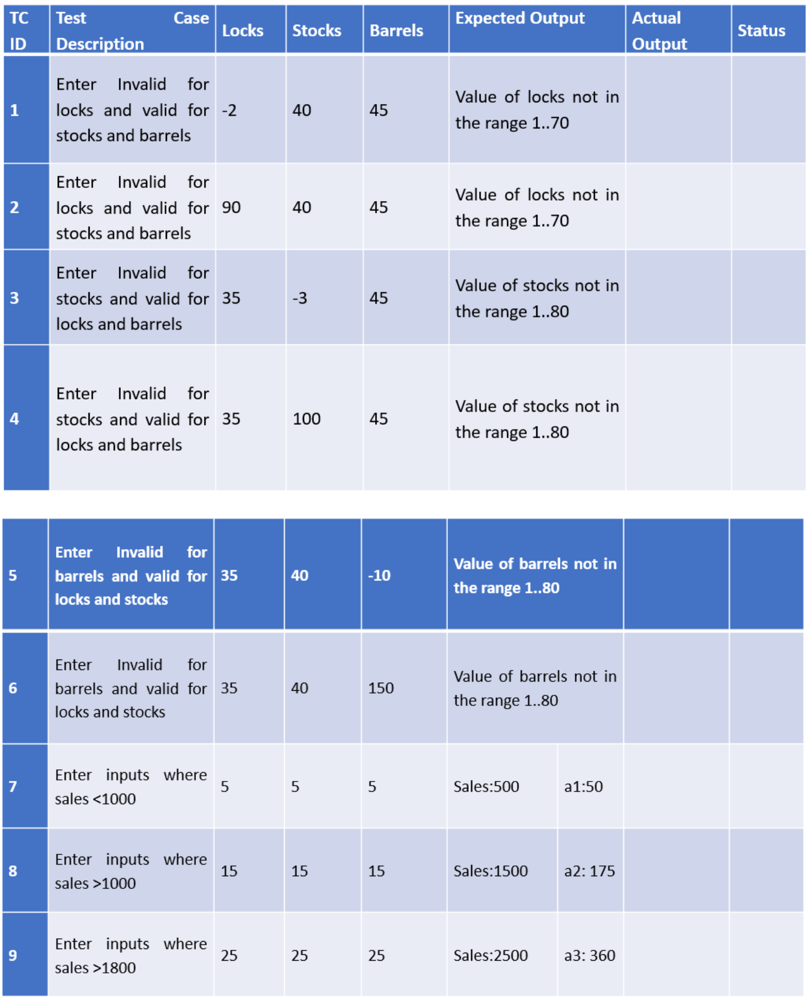 TC ID Test Case Description Locks Stocks Barrels Expected Output Actual Output Status
1 Enter Invalid for locks and valid for stocks and barrels -2 40 45 Value of locks not in the range 1..70
2 Enter Invalid for locks and valid for stocks and barrels 90 40 45 Value of locks not in the range 1..70
3 Enter Invalid for stocks and valid for locks and barrels 35 -3 45 Value of stocks not in the range 1..80
4 Enter Invalid for stocks and valid for locks and barrels 35 100 45 Value of stocks not in the range 1..80
5 Enter Invalid for barrels and valid for locks and stocks 35 40 -10 Value of barrels not in the range 1..80
6 Enter Invalid for barrels and valid for locks and stocks 35 40 150 Value of barrels not in the range 1..80
7 Enter inputs where sales <1000 5 5 5 Sales:500 a1:50
8 Enter inputs where sales >1000 15 15 15 Sales:1500 a2: 175
9 Enter inputs where sales >1800 25 25 25 Sales:2500 a3: 360